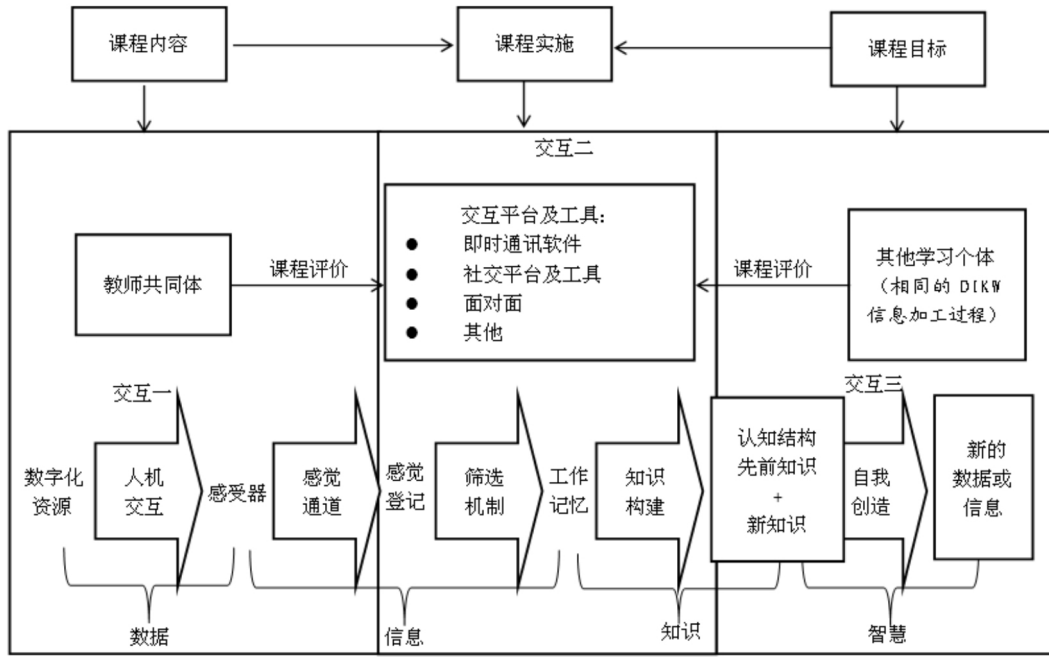 课程内容
课程实施
课程目标
交互二
交互平台及工具:
● 即时通讯软件
● 社交平台及工具
● 面对面
● 其他
教师共同体
课程评价
课程评价
其他学习个体
（相同的 DIKW
信息加工过程）
交互一
交互三
数字化
资源
人机
交互
感受器
感觉
通道
感觉
登记
筛选
机制
工作
记忆
知识
构建
认知结构
先前知识
+
新知识
自我
创造
新的
数据或
信息
数据
信息
知识
智慧